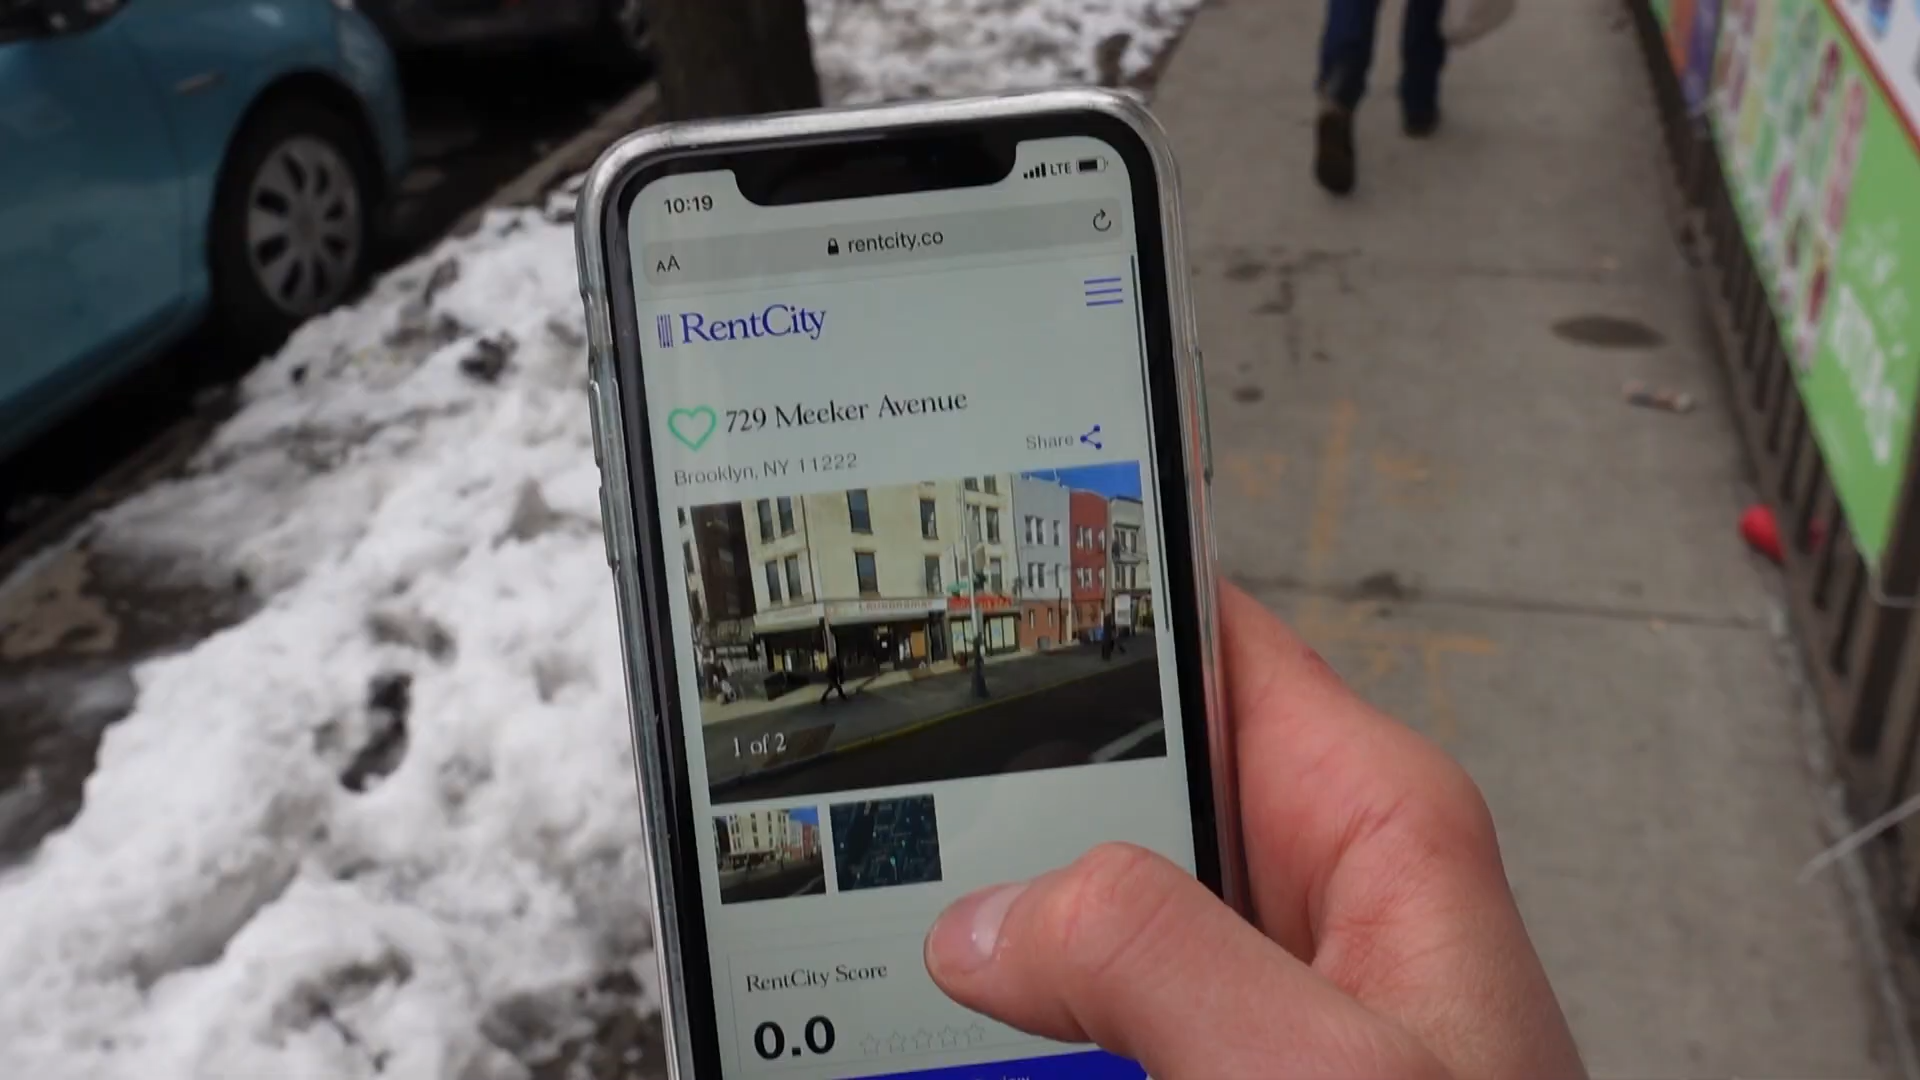 10:19
LTE
AA
rentcity.co
RentCity
729 Meeker Avenue
Share
Brooklyn, NY 11222
LAUNDROMAT
1 of 2
RentCity Score
0.0